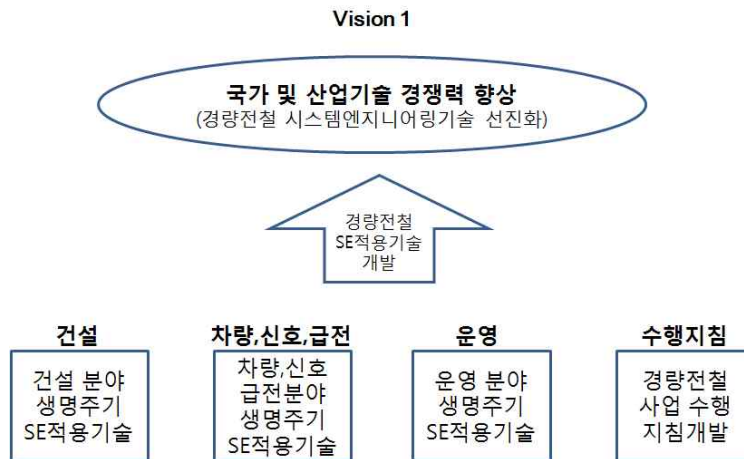 Vision 1
국가 및 산업기술 경쟁력 향상
(경량전철 시스템엔지니어링기술 선진화)
경량전철
SE적용기술
개발
건설
건설 분야
생명주기
SE적용기술
차량,신호,급전
차량,신호
급전분야
생명주기
SE적용기술
운영
운영 분야
생명주기
SE적용기술
수행지침
경량전철
사업 수행
지침개발